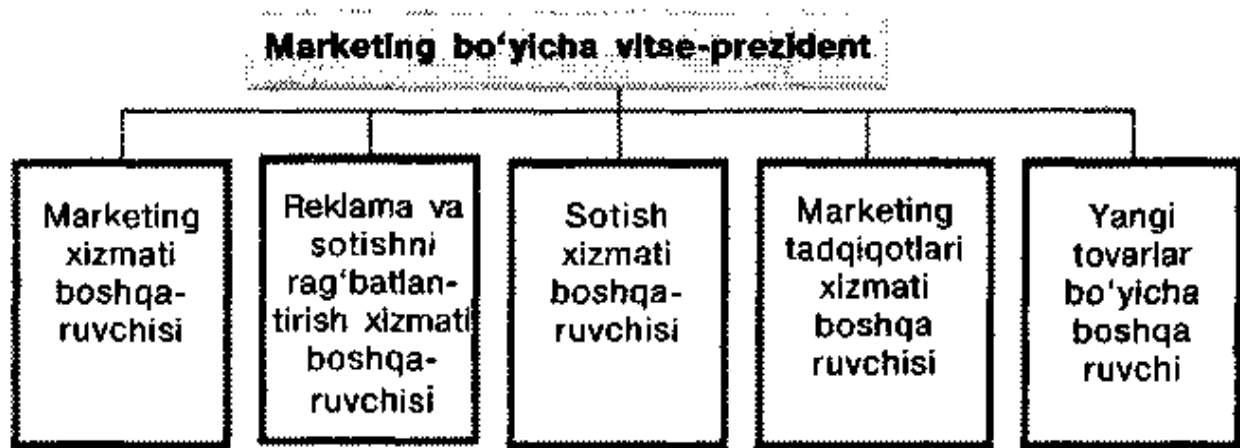 Marketing bo‘yicha vitse-prezident
Marketing
xizmati
boshqa-
ruvchisi
Reklama va
sotishni
rag‘batlan-
tirish xizmati
boshqa-
ruvchisi
Sotish
xizmati
boshqa-
ruvchisi
Marketing
tadqiqotlari
xizmati
boshqa
ruvchisi
Yangi
tovarlar
bo‘yicha
boshqa
ruvchi